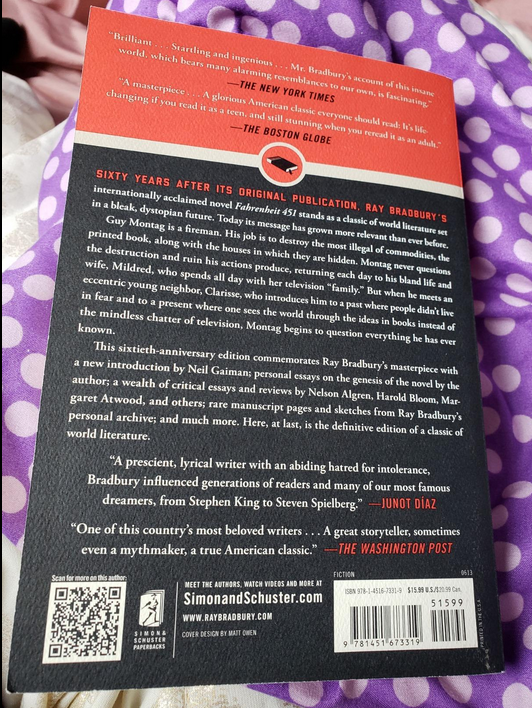 "Brilliant . . . Startling and ingenious . . . Mr. Bradbury's account of this insane
world, which bears many alarming resemblances to our own, is fascinating."
—THE NEW YORK TIMES
"A masterpiece . . . A glorious American classic everyone should read: It's life-
changing if you read it as a teen, and still stunning when you reread it as an adult."
—THE BOSTON GLOBE
SIXTY YEARS AFTER ITS ORIGINAL PUBLICATION, RAY BRADBURY'S
internationally acclaimed novel Fahrenheit 451 stands as a classic of world literature set
in a bleak, dystopian future. Today its message has grown more relevant than ever before.
Guy Montag is a fireman. His job is to destroy the most illegal of commodities, the
printed book, along with the houses in which they are hidden. Montag never questions
the destruction and ruin his actions produce, returning each day to his bland life and
wife, Mildred, who spends all day with her television "family." But when he meets an
eccentric young neighbor, Clarisse, who introduces him to a past where people didn't live
in fear and to a present where one sees the world through the ideas in books instead of
the mindless chatter of television, Montag begins to question everything he has ever
known.
This sixtieth-anniversary edition commemorates Ray Bradbury's masterpiece with
a new introduction by Neil Gaiman; personal essays on the genesis of the novel by the
author; a wealth of critical essays and reviews by Nelson Algren, Harold Bloom, Mar-
garet Atwood, and others; rare manuscript pages and sketches from Ray Bradbury's
personal archive; and much more. Here, at last, is the definitive edition of a classic of
world literature.
"A prescient, lyrical writer with an abiding hatred for intolerance,
Bradbury influenced generations of readers and many of our most famous
dreamers, from Stephen King to Steven Spielberg." —JUNOT DÍAZ
"One of this country's most beloved writers . . . A great storyteller, sometimes
even a mythmaker, a true American classic." —THE WASHINGTON POST
Scan for more on this author.
SIMON &
SCHUSTER
PAPERBACKS
MEET THE AUTHORS, WATCH VIDEOS AND MORE AT
SimonandSchuster.com
WWW.RAYBRADBURY.COM
COVER DESIGN BY MATT OWEN
FICTION
0613
ISBN 978-1-4516-7331-9 $15.99 U.S./$20.99 Can.
51599
9 781451 673319
PRINTED IN U.S.A.